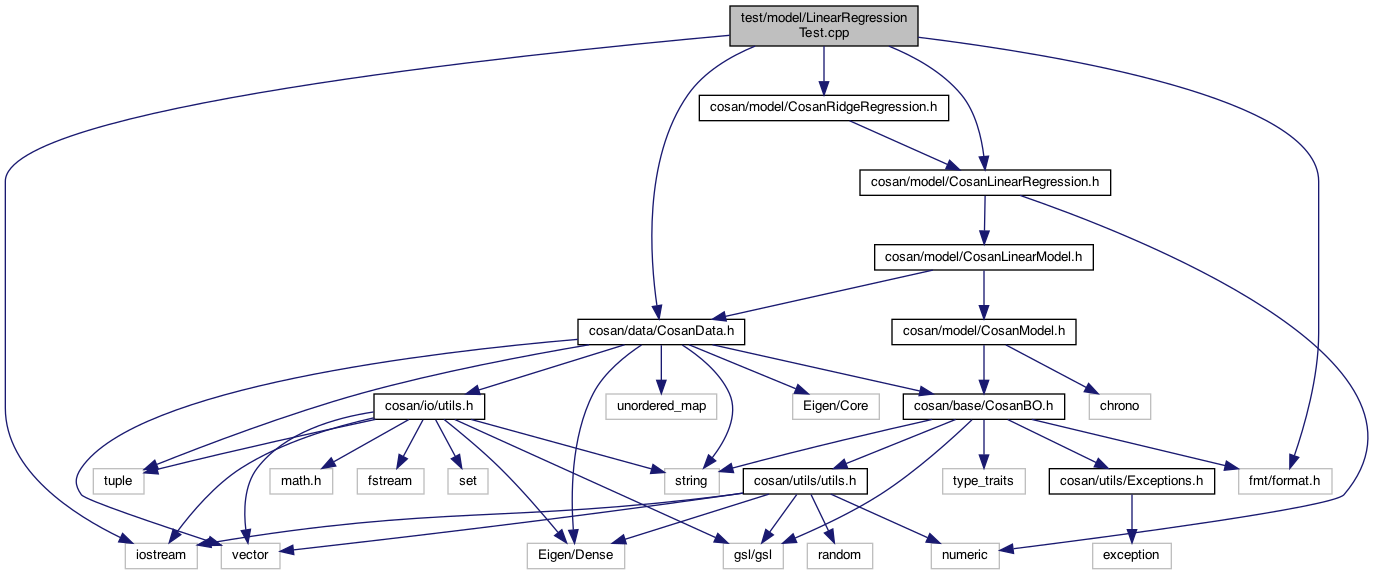 test/model/LinearRegression
Test.cpp
cosan/model/CosanRidgeRegression.h
cosan/model/CosanLinearRegression.h
cosan/model/CosanLinearModel.h
cosan/data/CosanData.h
cosan/model/CosanModel.h
cosan/io/utils.h
unordered_map
Eigen/Core
cosan/base/CosanBO.h
chrono
tuple
math.h
fstream
set
string
cosan/utils/utils.h
type_traits
cosan/utils/Exceptions.h
fmt/format.h
iostream
vector
Eigen/Dense
gsl/gsl
random
numeric
exception